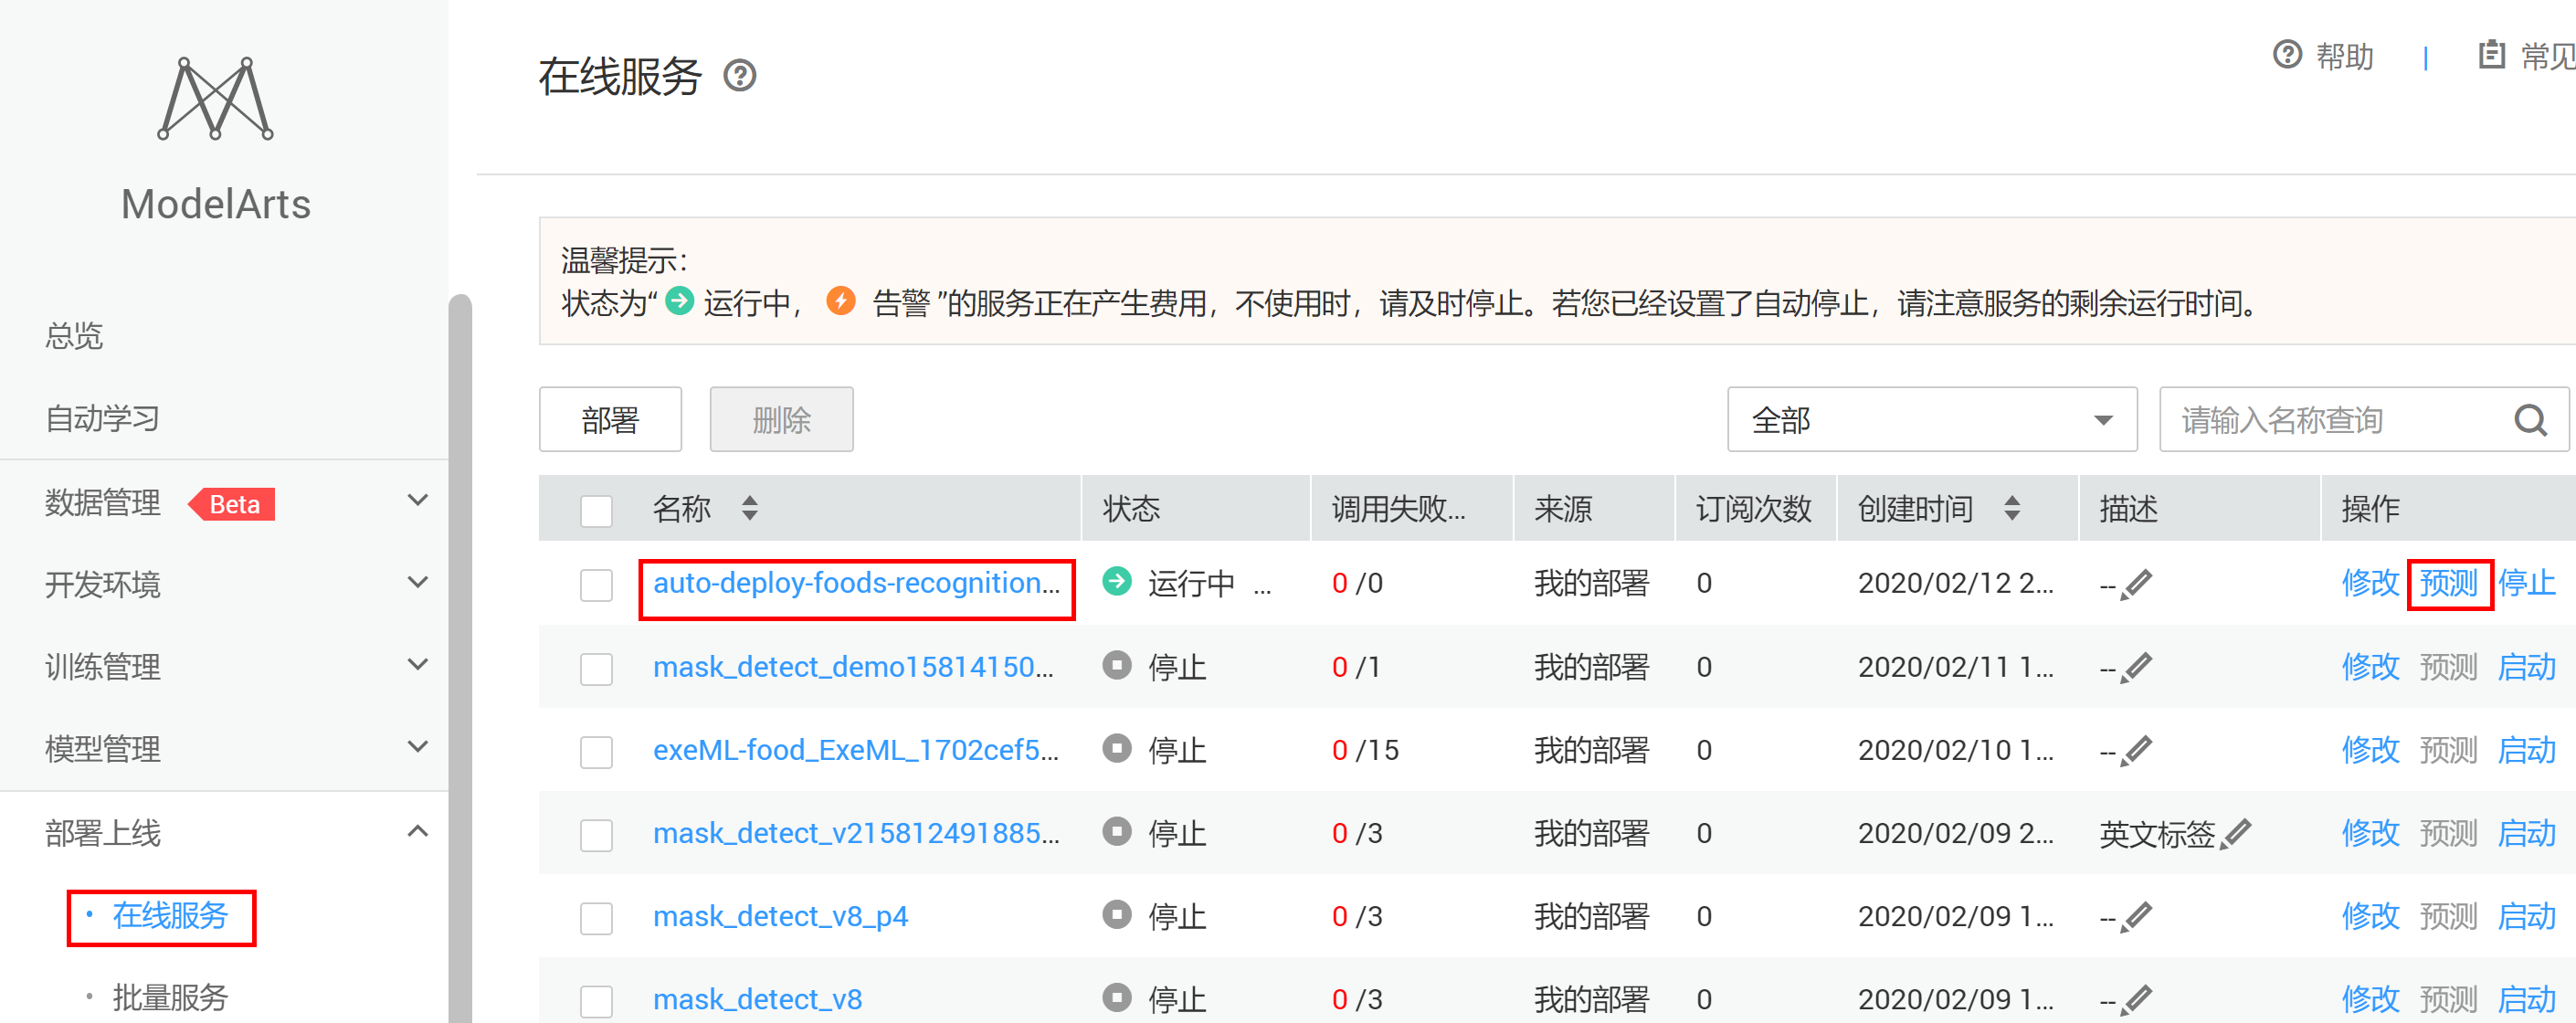 ModelArts
总览
自动学习
数据管理 Beta
开发环境
训练管理
模型管理
部署上线
· 在线服务
· 批量服务
在线服务
帮助 | 常见
温馨提示：
状态为“ 运行中， 告警 ”的服务正在产生费用，不使用时，请及时停止。若您已经设置了自动停止，请注意服务的剩余运行时间。
部署 删除 全部 请输入名称查询
名称 状态 调用失败... 来源 订阅次数 创建时间 描述 操作
auto-deploy-foods-recognition... 运行中 ... 0 /0 我的部署 0 2020/02/12 2... -- 修改 预测 停止
mask_detect_demo15814150... 停止 0 /1 我的部署 0 2020/02/11 1... -- 修改 预测 启动
exeML-food_ExeML_1702cef5... 停止 0 /15 我的部署 0 2020/02/10 1... -- 修改 预测 启动
mask_detect_v215812491885... 停止 0 /3 我的部署 0 2020/02/09 2... 英文标签 修改 预测 启动
mask_detect_v8_p4 停止 0 /3 我的部署 0 2020/02/09 1... -- 修改 预测 启动
mask_detect_v8 停止 0 /3 我的部署 0 2020/02/09 1... -- 修改 预测 启动